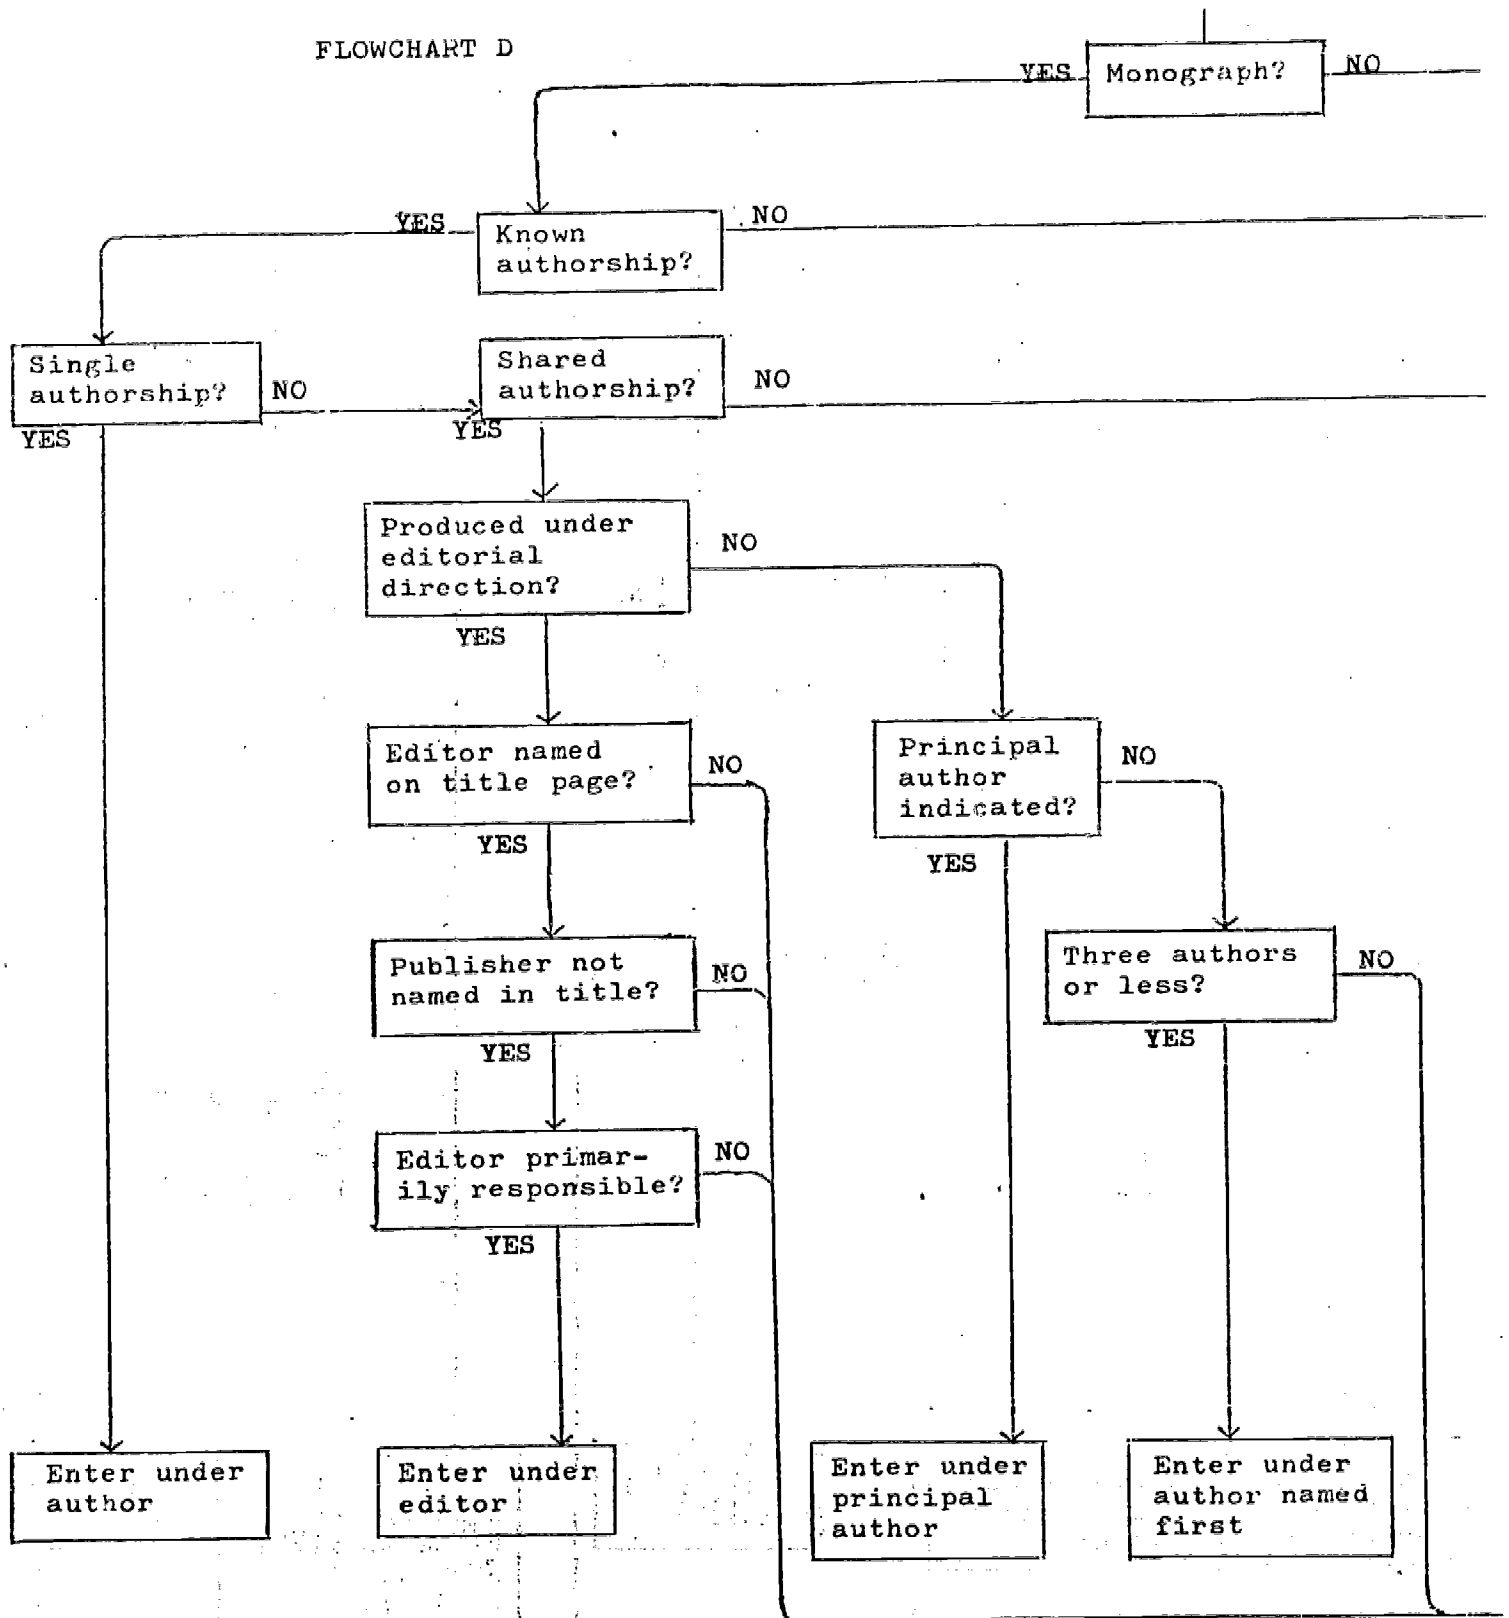 FLOWCHART D
YES
Monograph?
NO
YES
Known
authorship?
NO
Single
authorship?
NO
YES
Shared
authorship?
NO
YES
Produced under
editorial
direction?
NO
YES
Editor named
on title page?
NO
YES
Principal
author
indicated?
NO
YES
Publisher not
named in title?
NO
YES
Three authors
or less?
NO
YES
Editor primar-
ily responsible?
NO
YES
Enter under
author
Enter under
editor
Enter under
principal
author
Enter under
author named
first